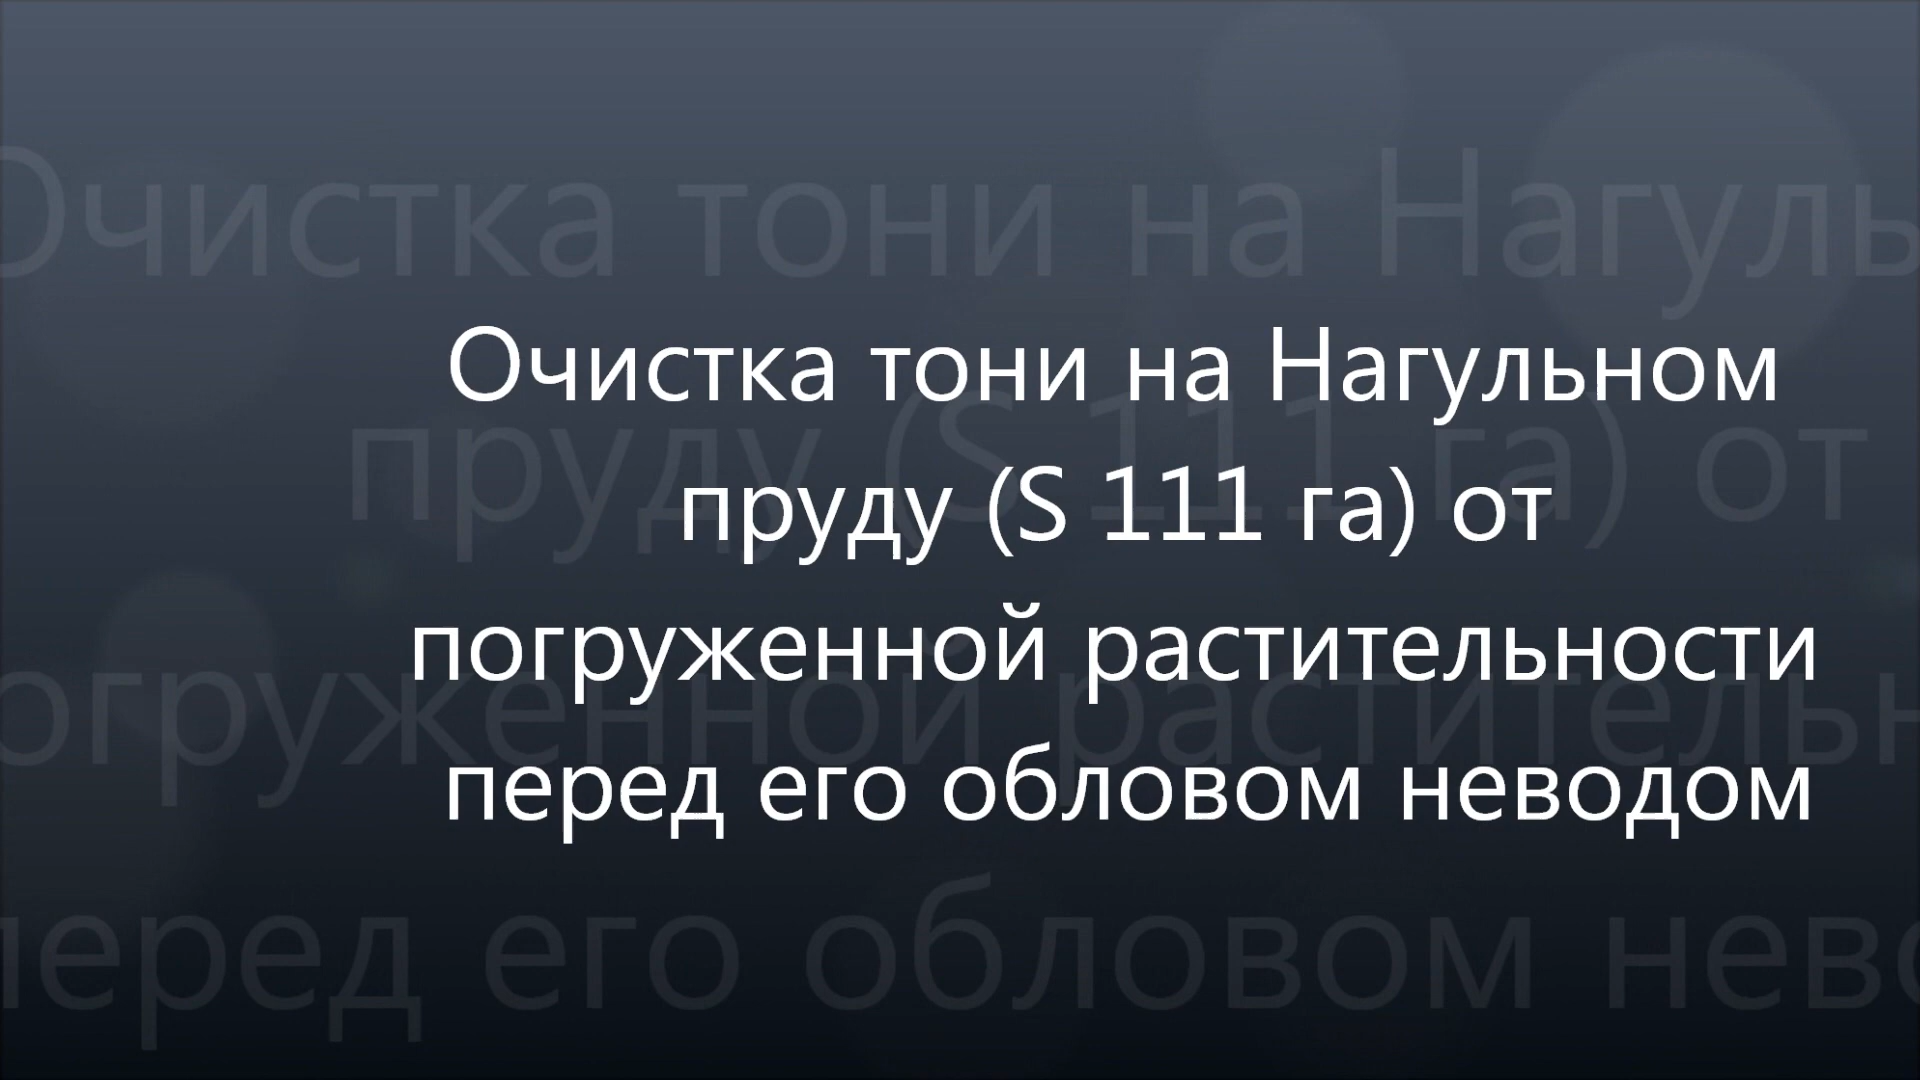 Очистка тони на Нагульном
пруду (S 111 га) от
погруженной растительности
перед его обловом неводом